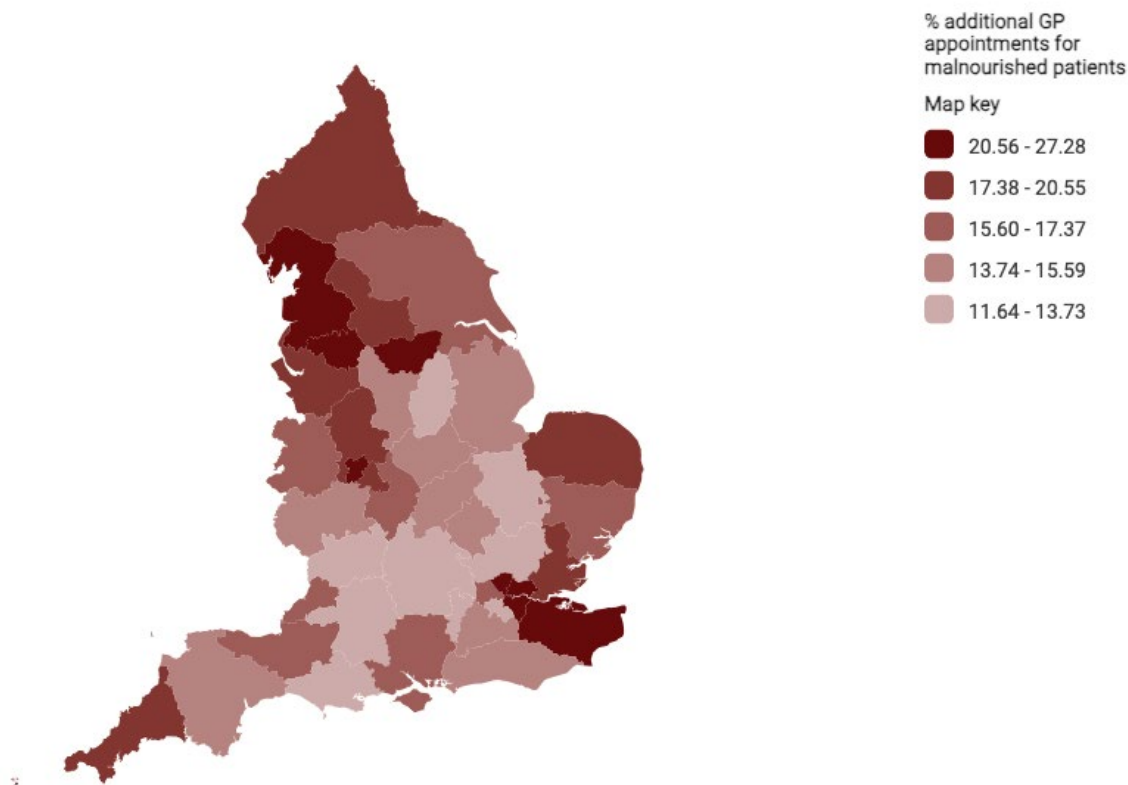 % additional GP
appointments for
malnourished patients
Map key
20.56 - 27.28
17.38 - 20.55
15.60 - 17.37
13.74 - 15.59
11.64 - 13.73